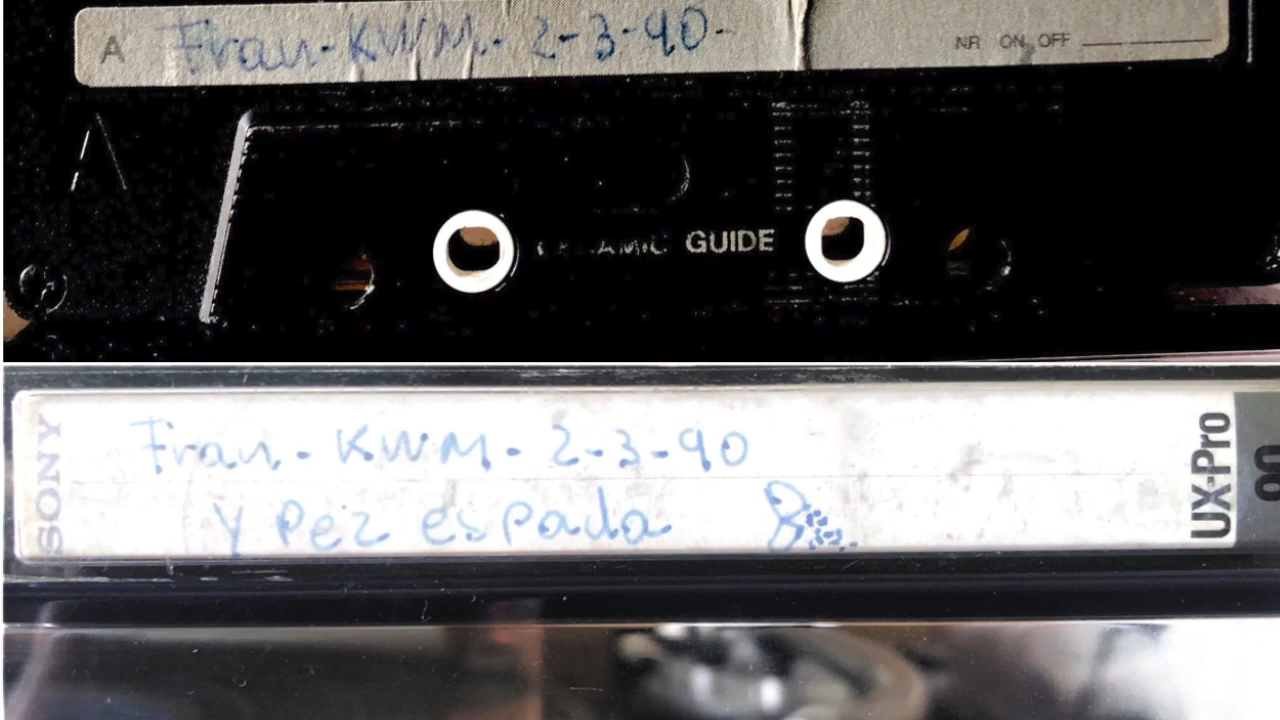 A Fran-KWM-2-3-90-
NR ON OFF
GUIDE
SONY
Fran-KWM-2-3-90
Y Pez espada
UX-Pro
90